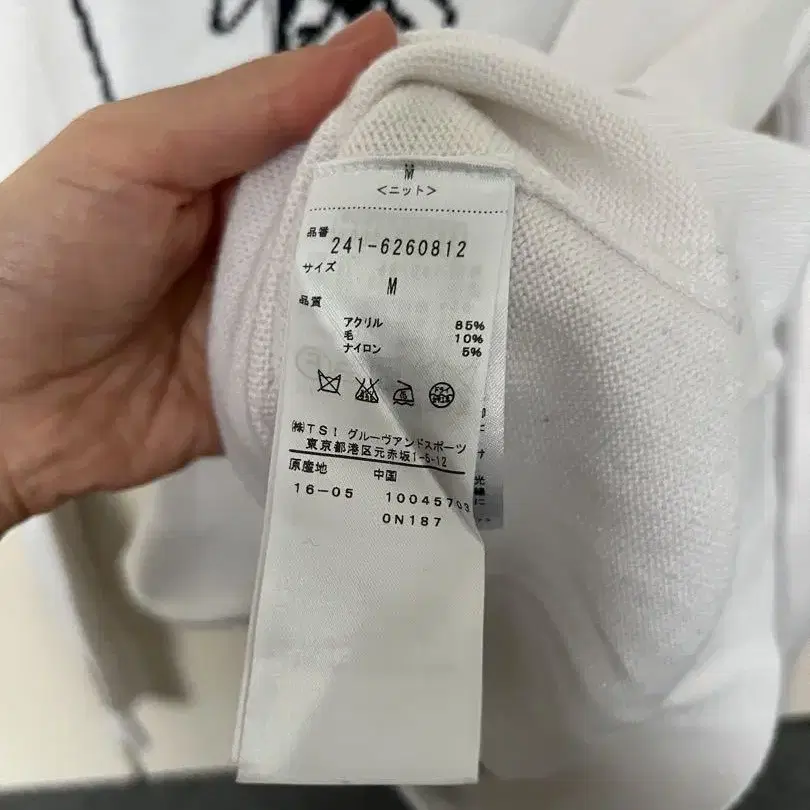 M
<ニット>
品番
241-6260812
サイズ
M
品質
アクリル 85%
毛 10%
ナイロン 5%
㈱TSI グルーヴアンドスポーツ
東京都港区元赤坂1-5-12
原産地 中国
16-05 10045703
0N187